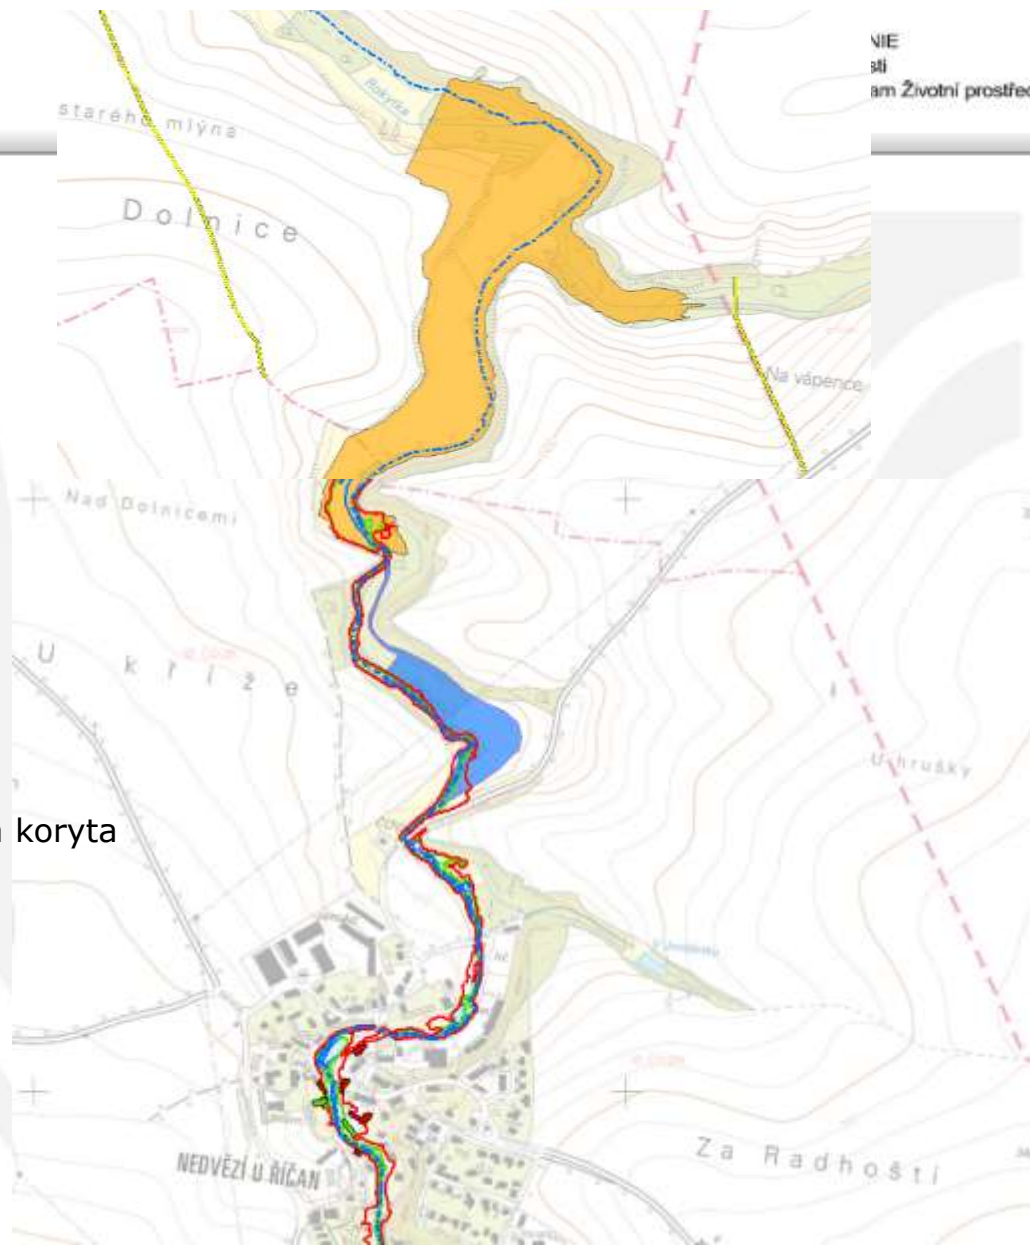 NIE
sti
am Životní prostřed
Rokytka
starého mlýna
Dolnice
Na vápence
Nad Dolnicemi
U kříže
U hrušky
koryta
NEDVĚZÍ U ŘÍČAN
Za Radhoští